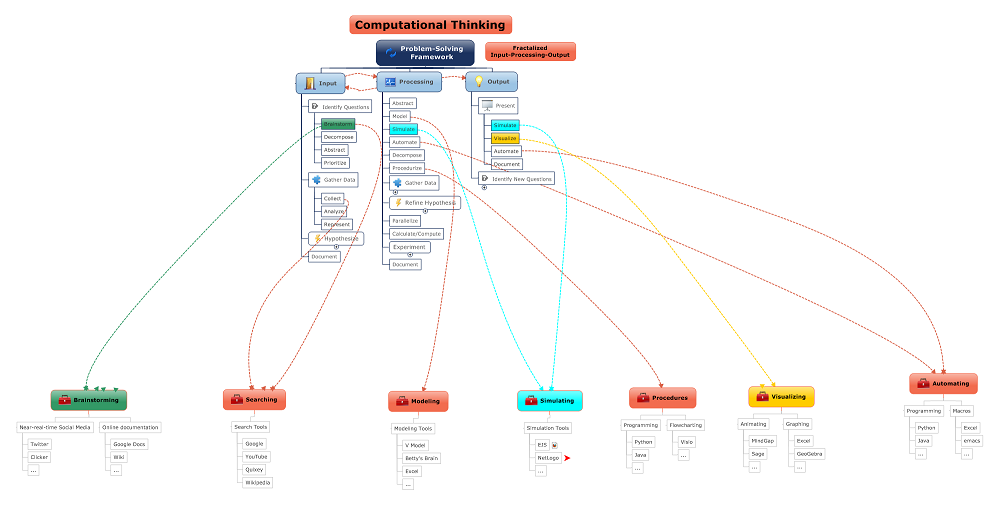 Computational Thinking
Problem-Solving
Framework
Fractalized
Input-Processing-Output
Input
Processing
Output
Identify Questions
Brainstorm
Decompose
Abstract
Prioritize
Gather Data
Collect
Analyze
Represent
Hypothesize
Document
Abstract
Model
Simulate
Automate
Decompose
Procedurize
Gather Data
Refine Hypothesis
Parallelize
Calculate/Compute
Experiment
Document
Present
Simulate
Visualize
Automate
Document
Identify New Questions
Brainstorming
Near-real-time Social Media
Twitter
Clicker
...
Online documentation
Google Docs
Wiki
...
Searching
Search Tools
Google
YouTube
Quixey
Wikipedia
Modeling
Modeling Tools
V Model
Betty's Brain
Excel
...
Simulating
Simulation Tools
EJS
NetLogo
...
Procedures
Programming
Python
Java
...
Flowcharting
Visio
...
Visualizing
Animating
MindGap
Sage
...
Graphing
Excel
GeoGebra
...
Automating
Programming
Python
Java
...
Macros
Excel
emacs
...